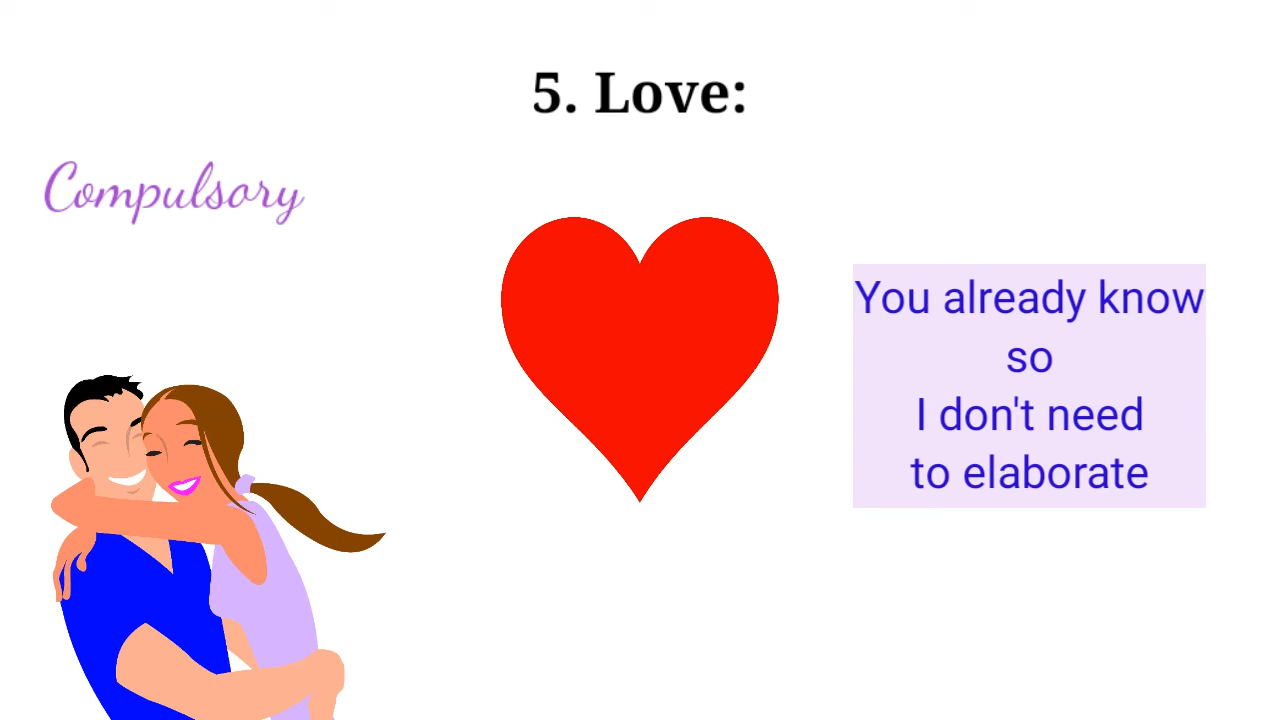 5. Love:
Compulsory
You already know
so
I don't need
to elaborate